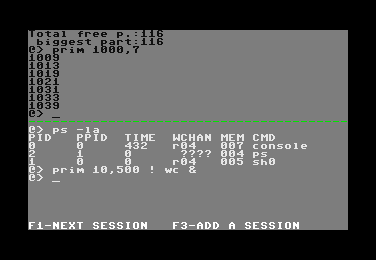 Total free p.:116
 biggest part:116
@> prim 1000,7
1009
1013
1019
1021
1031
1033
1039
@> _
@> ps -la
PID   PPID  TIME  WCHAN MEM CMD
0     0     432   r04   007 console
2     1     0      ???? 004 ps
1     0     0     r04   005 sh0
@> prim 10,500 ! wc &
@> _
F1-NEXT SESSION   F3-ADD A SESSION